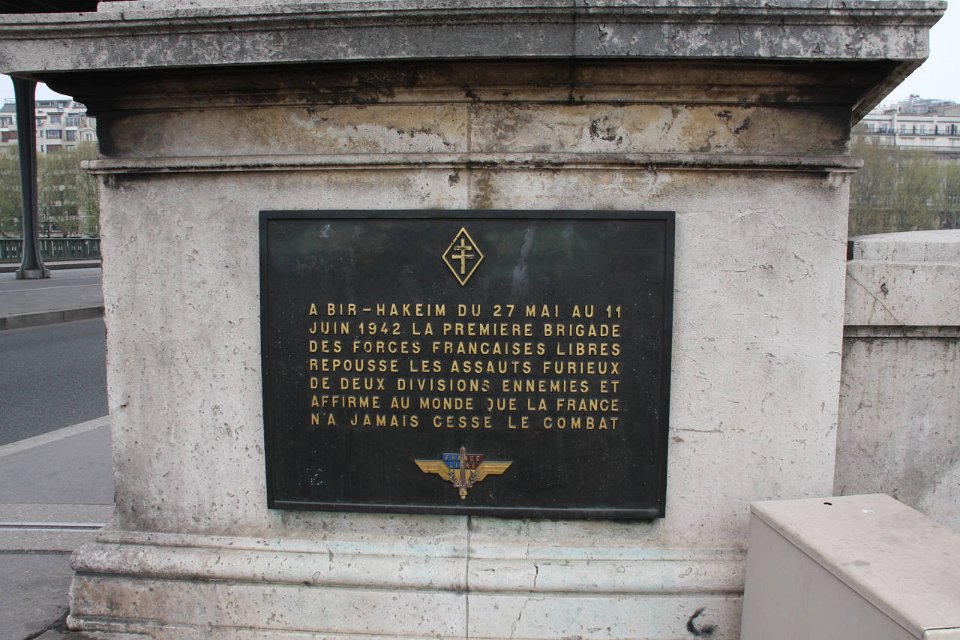 A BIR-HAKEIM DU 27 MAI AU 11
JUIN 1942 LA PREMIERE BRIGADE
DES FORCES FRANCAISES LIBRES
REPOUSSE LES ASSAUTS FURIEUX
DE DEUX DIVISIONS ENNEMIES ET
AFFIRME AU MONDE QUE LA FRANCE
N'A JAMAIS CESSE LE COMBAT
FRANCE
LIBRE